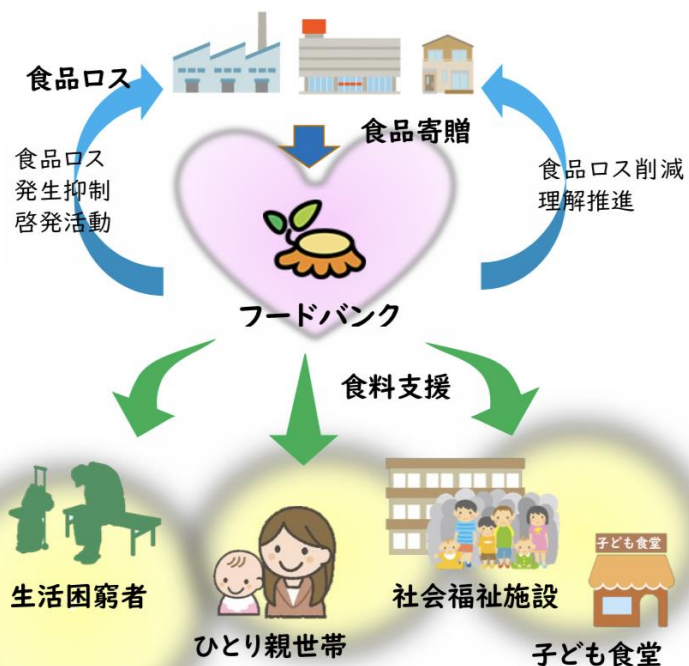 食品ロス
食品寄贈
食品ロス
発生抑制
啓発活動
食品ロス削減
理解推進
フードバンク
食料支援
子ども食堂
生活困窮者
ひとり親世帯
社会福祉施設
子ども食堂